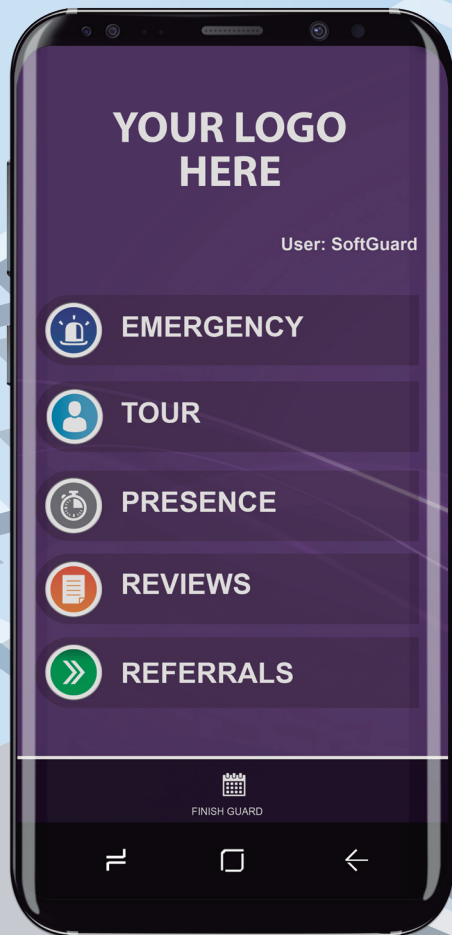 YOUR LOGO
HERE
User: SoftGuard
EMERGENCY
TOUR
PRESENCE
REVIEWS
REFERRALS
FINISH GUARD